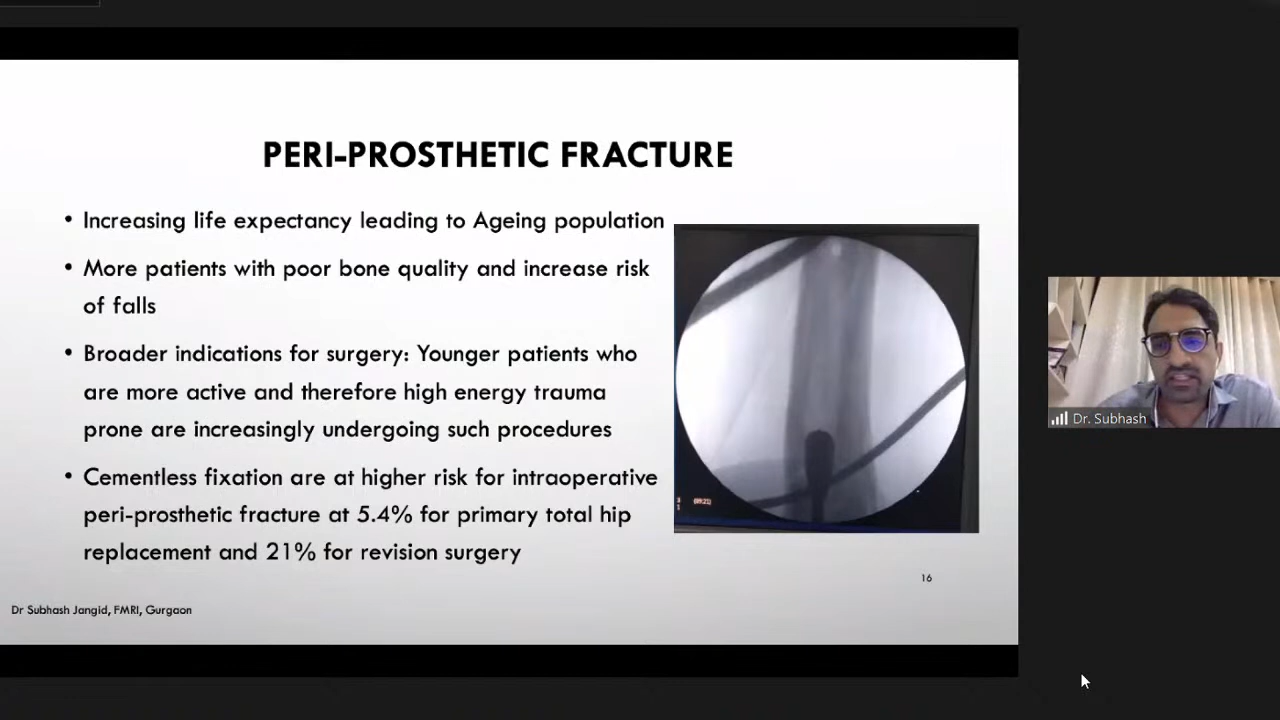 PERI-PROSTHETIC FRACTURE
• Increasing life expectancy leading to Ageing population
• More patients with poor bone quality and increase risk
of falls
• Broader indications for surgery: Younger patients who
are more active and therefore high energy trauma
prone are increasingly undergoing such procedures
• Cementless fixation are at higher risk for intraoperative
peri-prosthetic fracture at 5.4% for primary total hip
replacement and 21% for revision surgery
16
Dr Subhash Jangid, FMRI, Gurgaon
Dr. Subhash